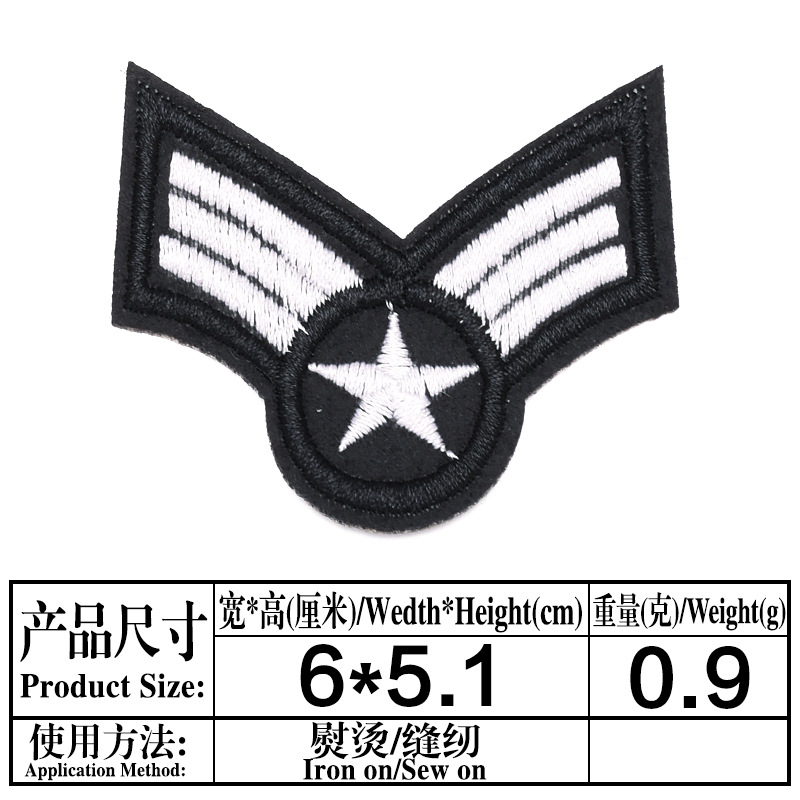 产品尺寸
Product Size:
宽*高(厘米)/Wedth*Height(cm)
重量(克)/Weight(g)
6*5.1
0.9
使用方法:
Application Method:
熨烫/缝纫
Iron on/Sew on